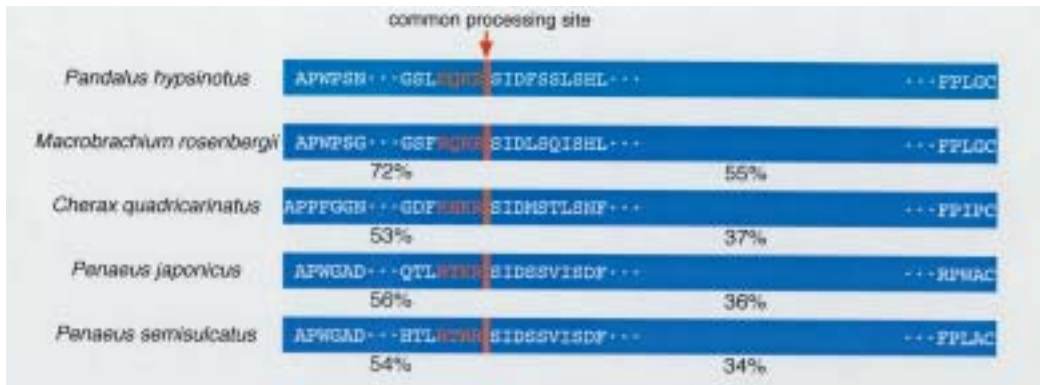 common processing site
Pandalus hypsinotus APWPSN···GSL SIDFSSLSHL··· ···FPLGC
Macrobrachium rosenbergii APWPSG···GSF SIDLSQISHL··· ···FPLGC
72% 55%
Cherax quadricarinatus APPFGGN···GDF SIDMSTLSNF··· ···FPIPC
53% 37%
Penaeus japonicus APWGAD···QTL SIDSSVISDF··· ···RPWAC
56% 36%
Penaeus semisulcatus APWGAD···HTL SIDSSVISDF··· ···FPLAC
54% 34%